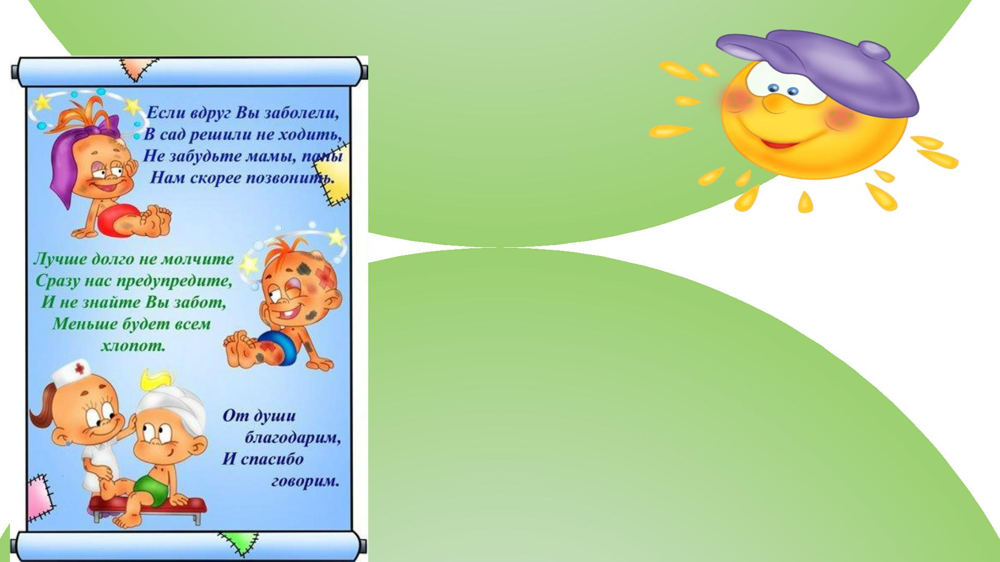 Если вдруг Вы заболели,
В сад решили не ходить,
Не забудьте мамы, папы
Нам скорее позвонить.
Лучше долго не молчите
Сразу нас предупредите,
И не знайте Вы забот,
Меньше будет всем
хлопот.
От души
благодарим,
И спасибо
говорим.